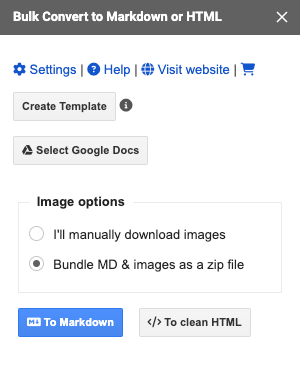 Bulk Convert to Markdown or HTML
Settings | Help | Visit website |
Create Template
Select Google Docs
Image options
I'll manually download images
Bundle MD & images as a zip file
To Markdown
</> To clean HTML